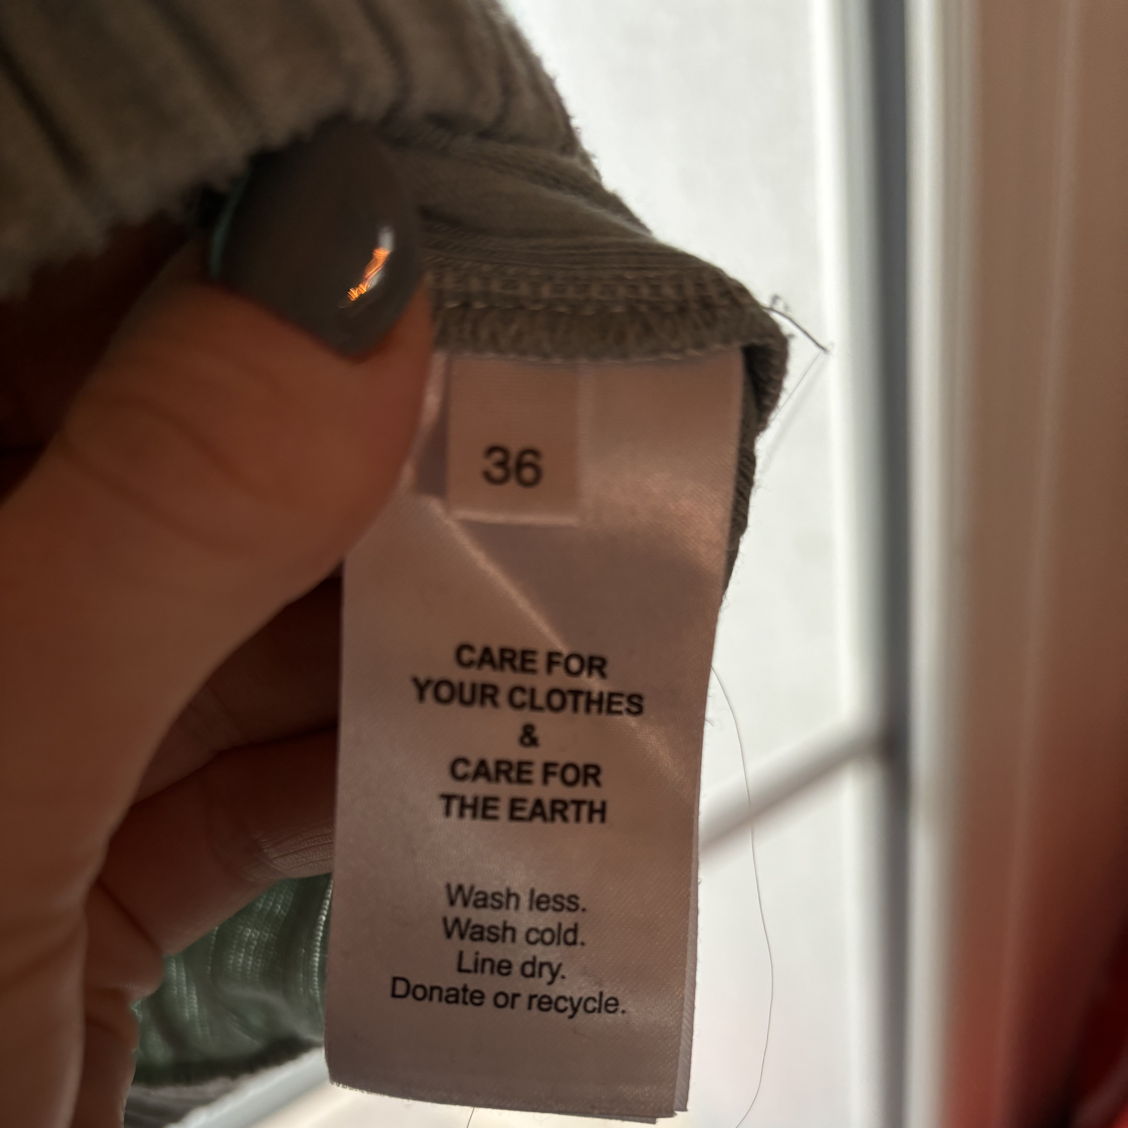 36
CARE FOR
YOUR CLOTHES
&
CARE FOR
THE EARTH
Wash less.
Wash cold.
Line dry.
Donate or recycle.